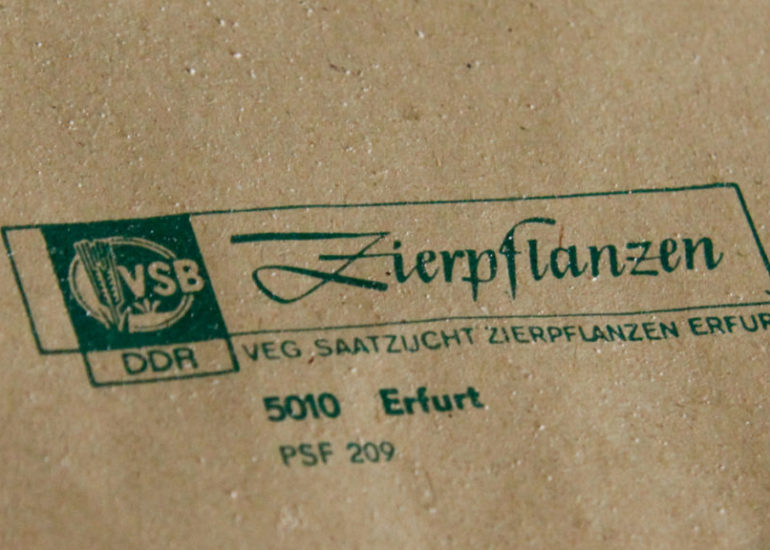 VSB
Zierpflanzen
DDR
VEG SAATZUCHT ZIERPFLANZEN ERFUR
5010 Erfurt
PSF 209